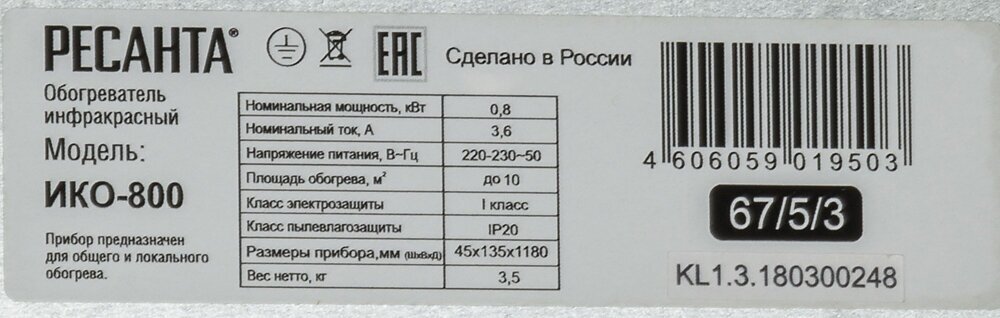 РЕСАНТА®
Обогреватель
инфракрасный
Модель:
ИКО-800
Прибор предназначен
для общего и локального
обогрева.
EAC Сделано в России
Номинальная мощность, кВт 0,8
Номинальный ток, А 3,6
Напряжение питания, В~Гц 220-230~50
Площадь обогрева, м² до 10
Класс электрозащиты I класс
Класс пылевлагозащиты IP20
Размеры прибора,мм (ШхВхД) 45x135x1180
Вес нетто, кг 3,5
4 606059 019503
67/5/3
KL1.3.180300248